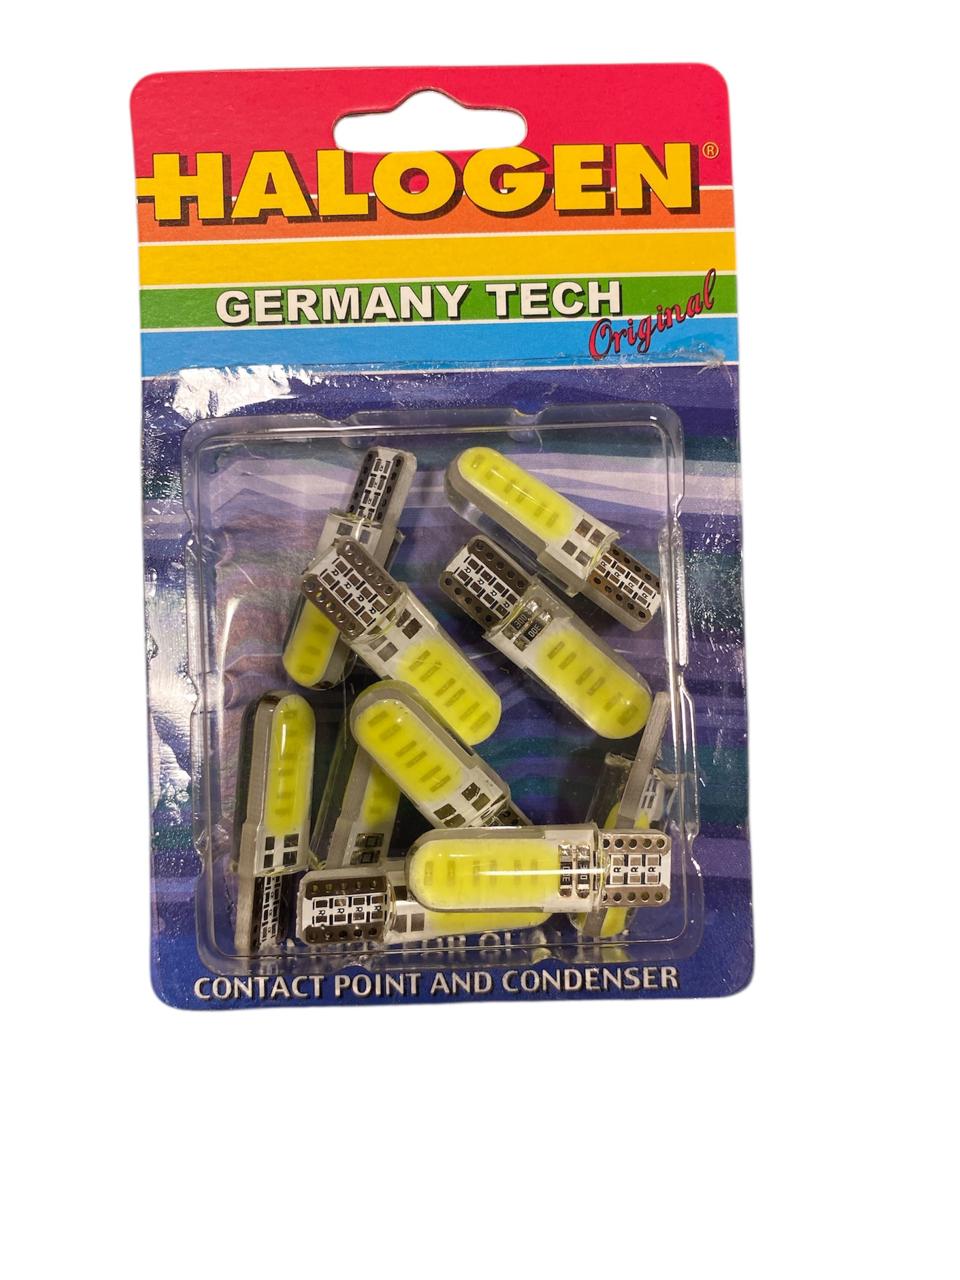 HALOGEN®
GERMANY TECH
Original
CONTACT POINT AND CONDENSER